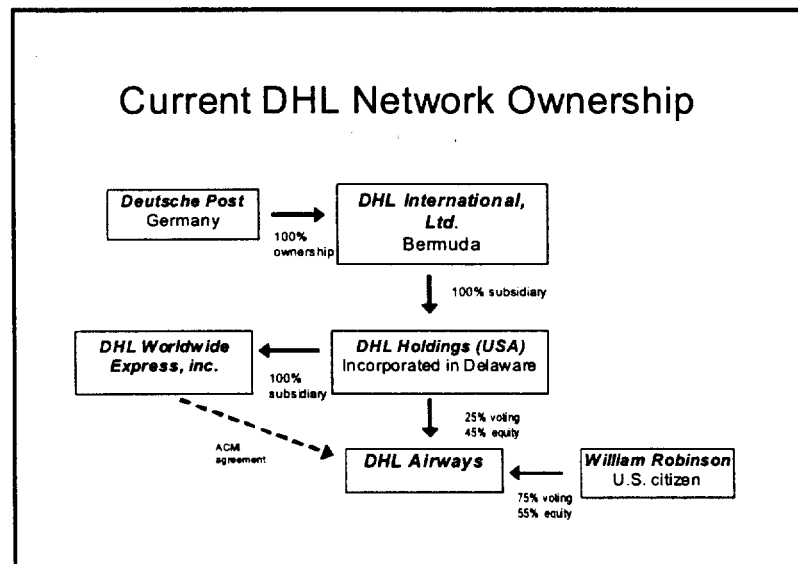 Current DHL Network Ownership
Deutsche Post
Germany
100%
ownership
DHL International,
Ltd.
Bermuda
100% subsidiary
DHL Worldwide
Express, inc.
100%
subsidiary
DHL Holdings (USA)
Incorporated in Delaware
25% voting
45% equity
ACMI
agreement
DHL Airways
William Robinson
U.S. citizen
75% voting
55% equity